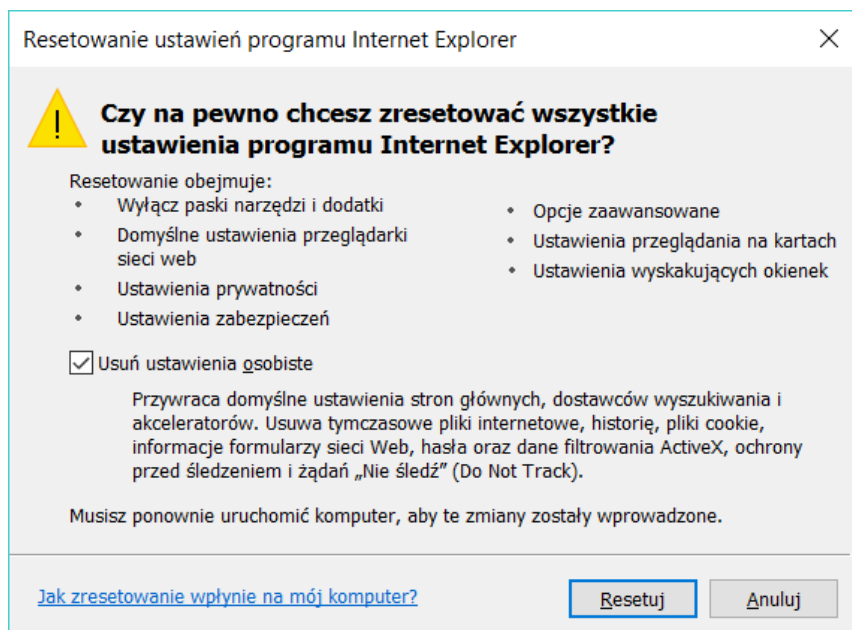 Resetowanie ustawień programu Internet Explorer
Czy na pewno chcesz zresetować wszystkie
ustawienia programu Internet Explorer?
Resetowanie obejmuje:
• Wyłącz paski narzędzi i dodatki
• Domyślne ustawienia przeglądarki
sieci web
• Ustawienia prywatności
• Ustawienia zabezpieczeń
• Opcje zaawansowane
• Ustawienia przeglądania na kartach
• Ustawienia wyskakujących okienek
Usuń ustawienia osobiste
Przywraca domyślne ustawienia stron głównych, dostawców wyszukiwania i
akceleratorów. Usuwa tymczasowe pliki internetowe, historię, pliki cookie,
informacje formularzy sieci Web, hasła oraz dane filtrowania ActiveX, ochrony
przed śledzeniem i żądań „Nie śledź” (Do Not Track).
Musisz ponownie uruchomić komputer, aby te zmiany zostały wprowadzone.
Jak zresetowanie wpłynie na mój komputer?
Resetuj
Anuluj